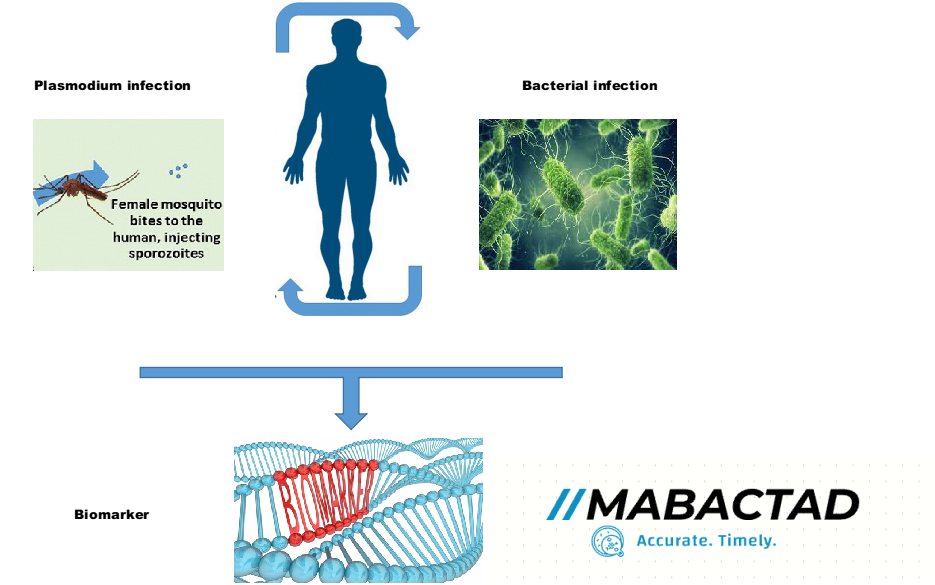 Plasmodium infection
Bacterial infection
Female mosquito
bites to the
human, injecting
sporozoites
BIOMARKER
Biomarker
//MABACTAD
Accurate. Timely.